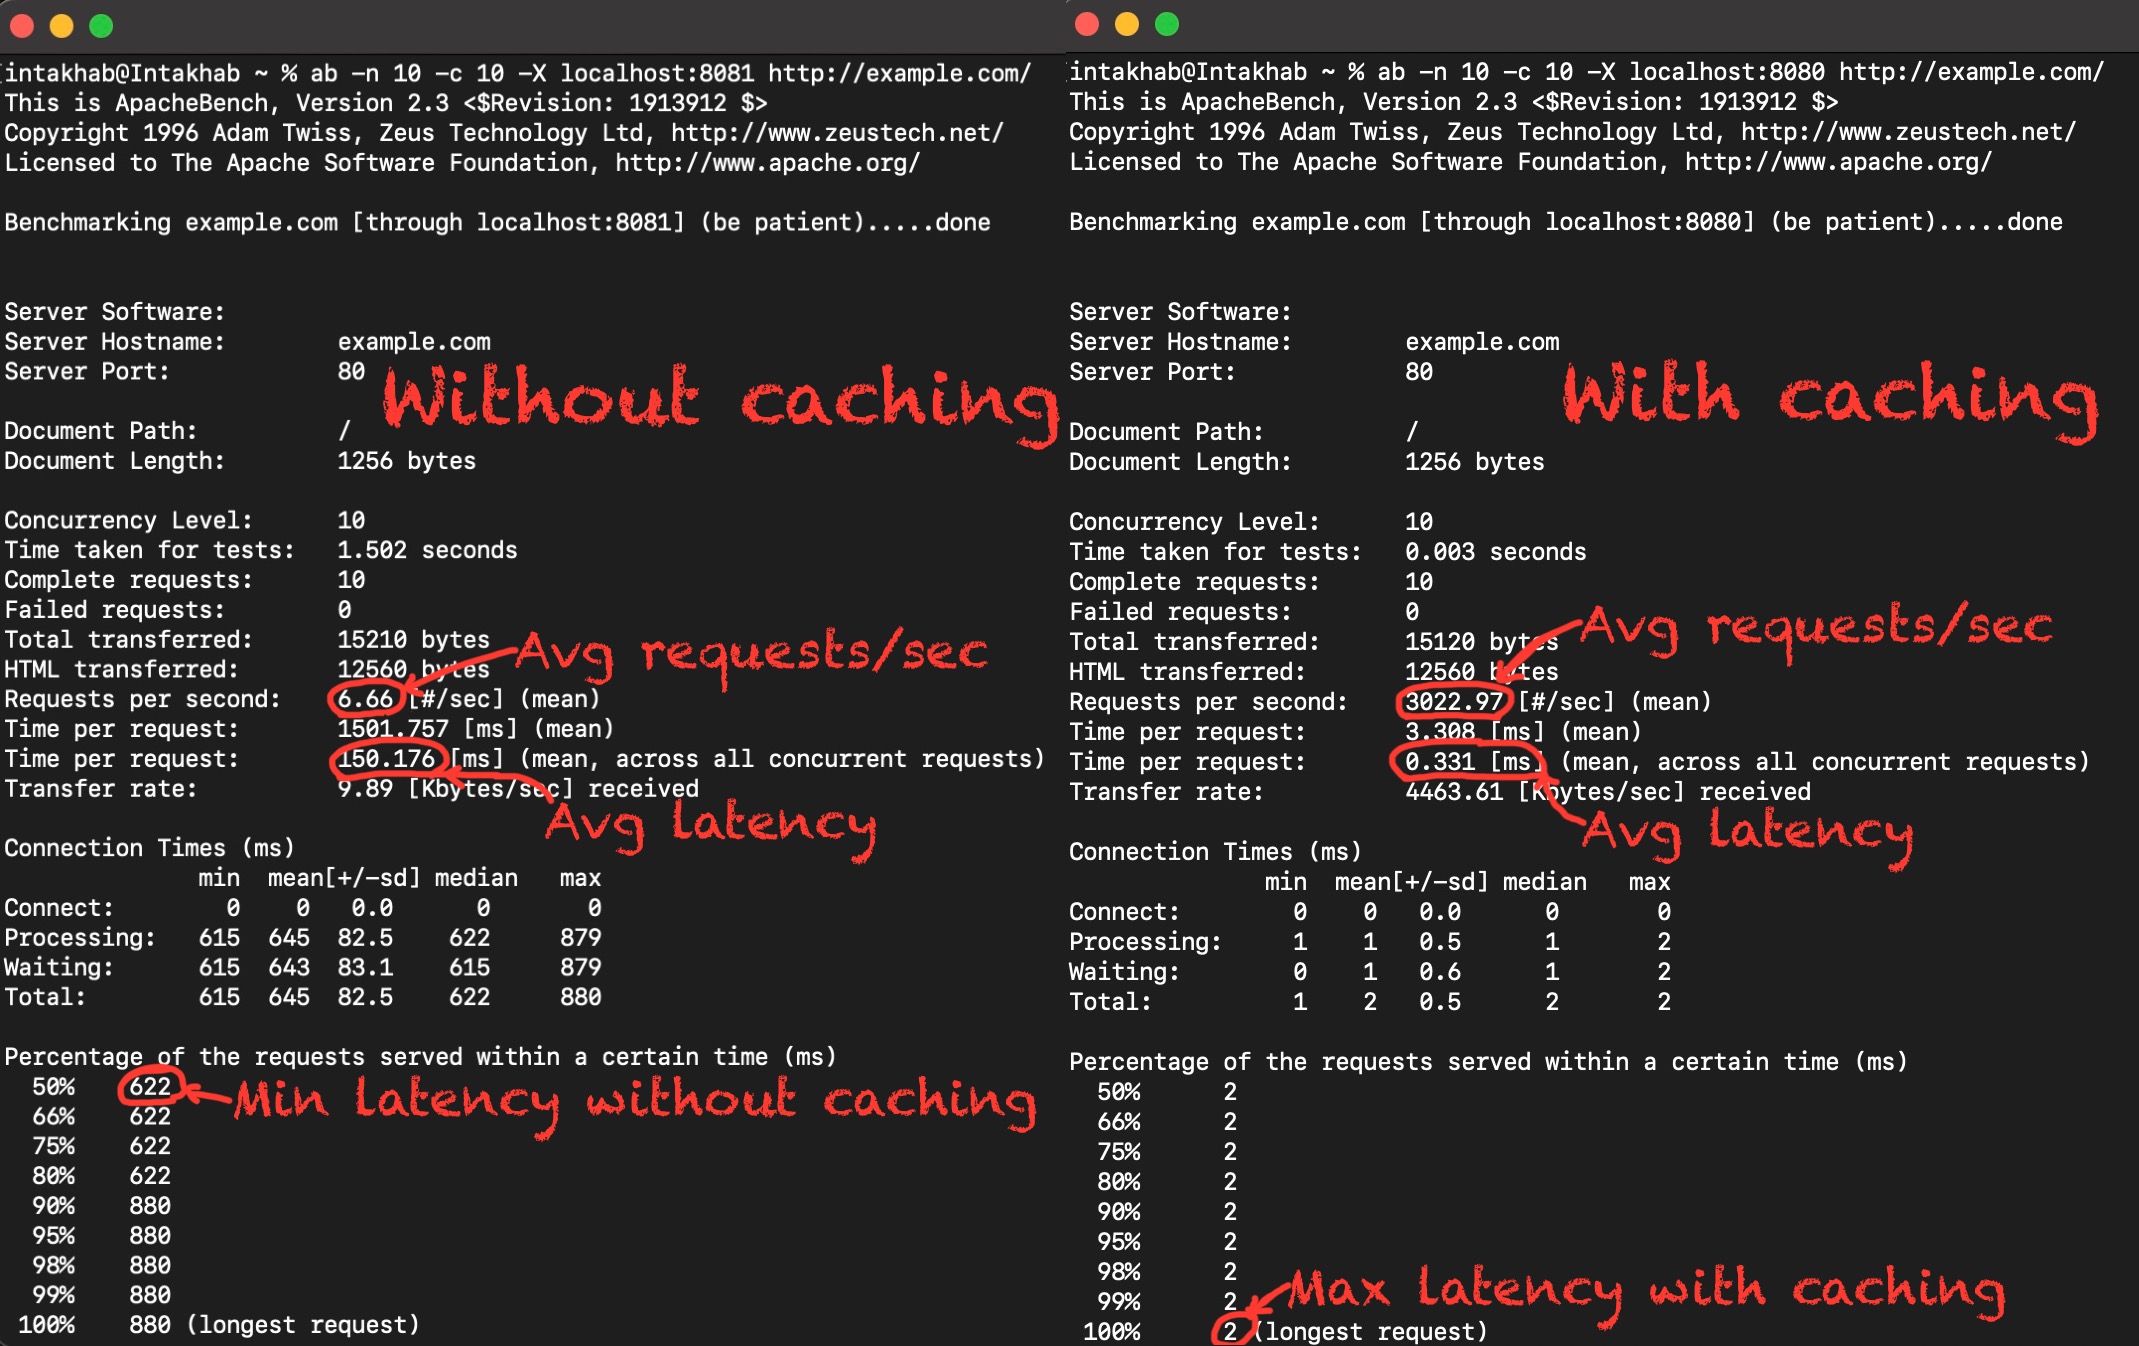 intakhab@Intakhab ~ % ab -n 10 -c 10 -X localhost:8081 http://example.com/
This is ApacheBench, Version 2.3 <$Revision: 1913912 $>
Copyright 1996 Adam Twiss, Zeus Technology Ltd, http://www.zeustech.net/
Licensed to The Apache Software Foundation, http://www.apache.org/
Benchmarking example.com [through localhost:8081] (be patient).....done
Server Software:
Server Hostname: example.com
Server Port: 80
Without caching
Document Path: /
Document Length: 1256 bytes
Concurrency Level: 10
Time taken for tests: 1.502 seconds
Complete requests: 10
Failed requests: 0
Total transferred: 15210 bytes
Avg requests/sec
HTML transferred: 12560 bytes
Requests per second: 6.66 [#/sec] (mean)
Time per request: 1501.757 [ms] (mean)
Time per request: 150.176 [ms] (mean, across all concurrent requests)
Transfer rate: 9.89 [Kbytes/sec] received
Avg latency
Connection Times (ms)
min mean[+/-sd] median max
Connect: 0 0 0.0 0 0
Processing: 615 645 82.5 622 879
Waiting: 615 643 83.1 615 879
Total: 615 645 82.5 622 880
Percentage of the requests served within a certain time (ms)
50% 622
Min latency without caching
66% 622
75% 622
80% 622
90% 880
95% 880
98% 880
99% 880
100% 880 (longest request)
intakhab@Intakhab ~ % ab -n 10 -c 10 -X localhost:8080 http://example.com/
This is ApacheBench, Version 2.3 <$Revision: 1913912 $>
Copyright 1996 Adam Twiss, Zeus Technology Ltd, http://www.zeustech.net/
Licensed to The Apache Software Foundation, http://www.apache.org/
Benchmarking example.com [through localhost:8080] (be patient).....done
Server Software:
Server Hostname: example.com
Server Port: 80
With caching
Document Path: /
Document Length: 1256 bytes
Concurrency Level: 10
Time taken for tests: 0.003 seconds
Complete requests: 10
Failed requests: 0
Avg requests/sec
Total transferred: 15120 bytes
HTML transferred: 12560 bytes
Requests per second: 3022.97 [#/sec] (mean)
Time per request: 3.308 [ms] (mean)
Time per request: 0.331 [ms] (mean, across all concurrent requests)
Transfer rate: 4463.61 [Kbytes/sec] received
Avg latency
Connection Times (ms)
min mean[+/-sd] median max
Connect: 0 0 0.0 0 0
Processing: 1 1 0.5 1 2
Waiting: 0 1 0.6 1 2
Total: 1 2 0.5 2 2
Percentage of the requests served within a certain time (ms)
50% 2
66% 2
75% 2
80% 2
90% 2
95% 2
98% 2
Max latency with caching
99% 2
100% 2 (longest request)